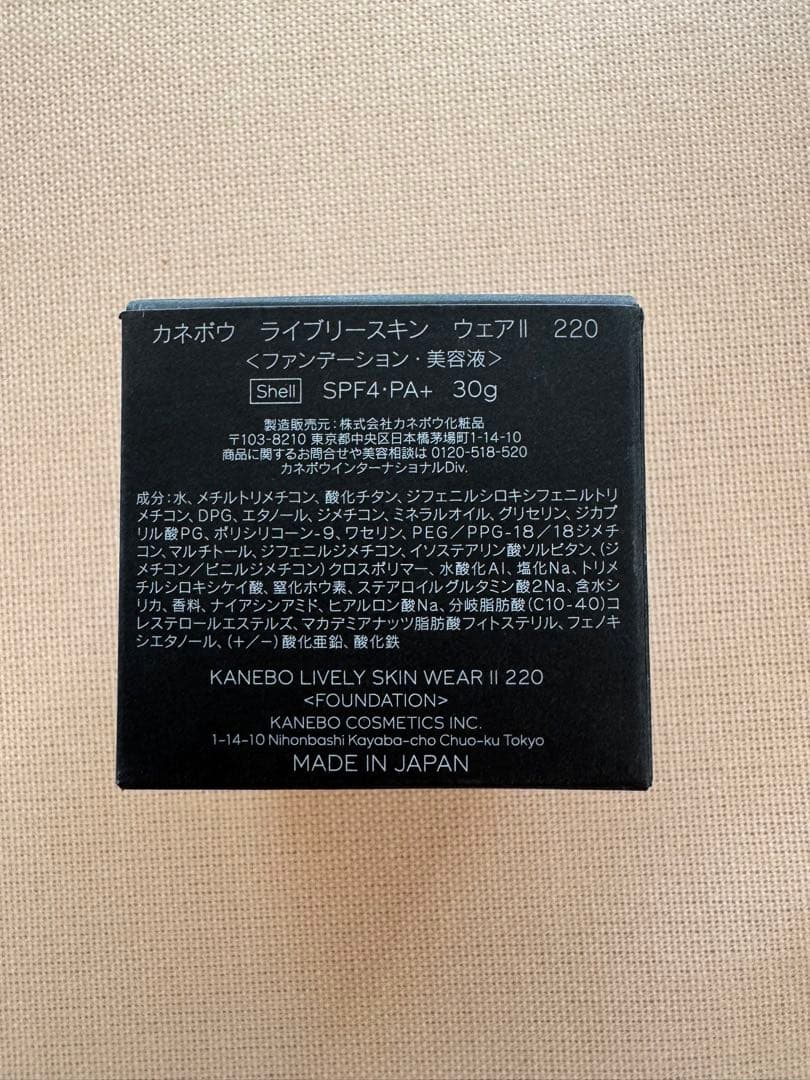 カネボウ ライブリースキン ウェアⅡ 220
<ファンデーション・美容液>
Shell SPF4・PA+ 30g
製造販売元:株式会社カネボウ化粧品
〒103-8210 東京都中央区日本橋茅場町1-14-10
商品に関するお問合せや美容相談は 0120-518-520
カネボウインターナショナルDiv.
成分:水、メチルトリメチコン、酸化チタン、ジフェニルシロキシフェニルトリ
メチコン、DPG、エタノール、ジメチコン、ミネラルオイル、グリセリン、ジカプ
リル酸PG、ポリシリコーン-9、ワセリン、PEG/PPG-18/18ジメチ
コン、マルチトール、ジフェニルジメチコン、イソステアリン酸ソルビタン、(ジ
メチコン/ビニルジメチコン)クロスポリマー、水酸化Al、塩化Na、トリメ
チルシロキシケイ酸、窒化ホウ素、ステアロイルグルタミン酸2Na、含水シ
リカ、香料、ナイアシンアミド、ヒアルロン酸Na、分岐脂肪酸(C10-40)コ
レステロールエステルズ、マカデミアナッツ脂肪酸フィトステリル、フェノキ
シエタノール、(+/-)酸化亜鉛、酸化鉄
KANEBO LIVELY SKIN WEAR II 220
<FOUNDATION>
KANEBO COSMETICS INC.
1-14-10 Nihonbashi Kayaba-cho Chuo-ku Tokyo
MADE IN JAPAN